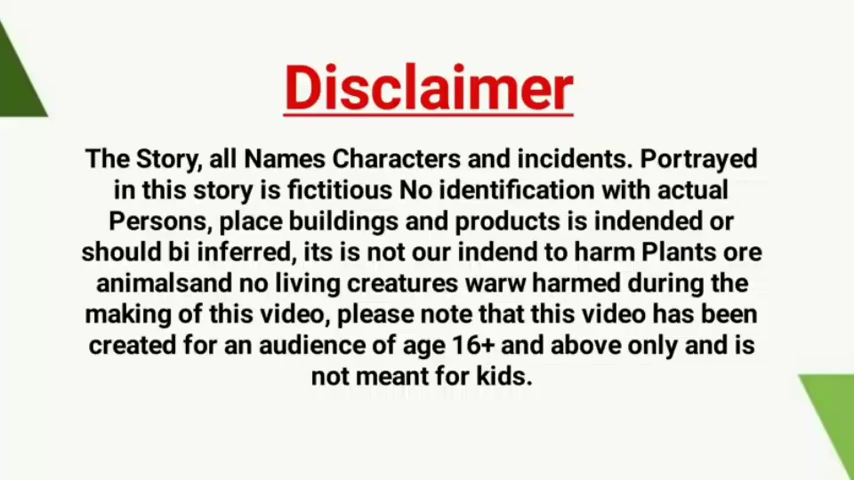 Disclaimer
The Story, all Names Characters and incidents. Portrayed
in this story is fictitious No identification with actual
Persons, place buildings and products is indended or
should bi inferred, its is not our indend to harm Plants ore
animalsand no living creatures warw harmed during the
making of this video, please note that this video has been
created for an audience of age 16+ and above only and is
not meant for kids.